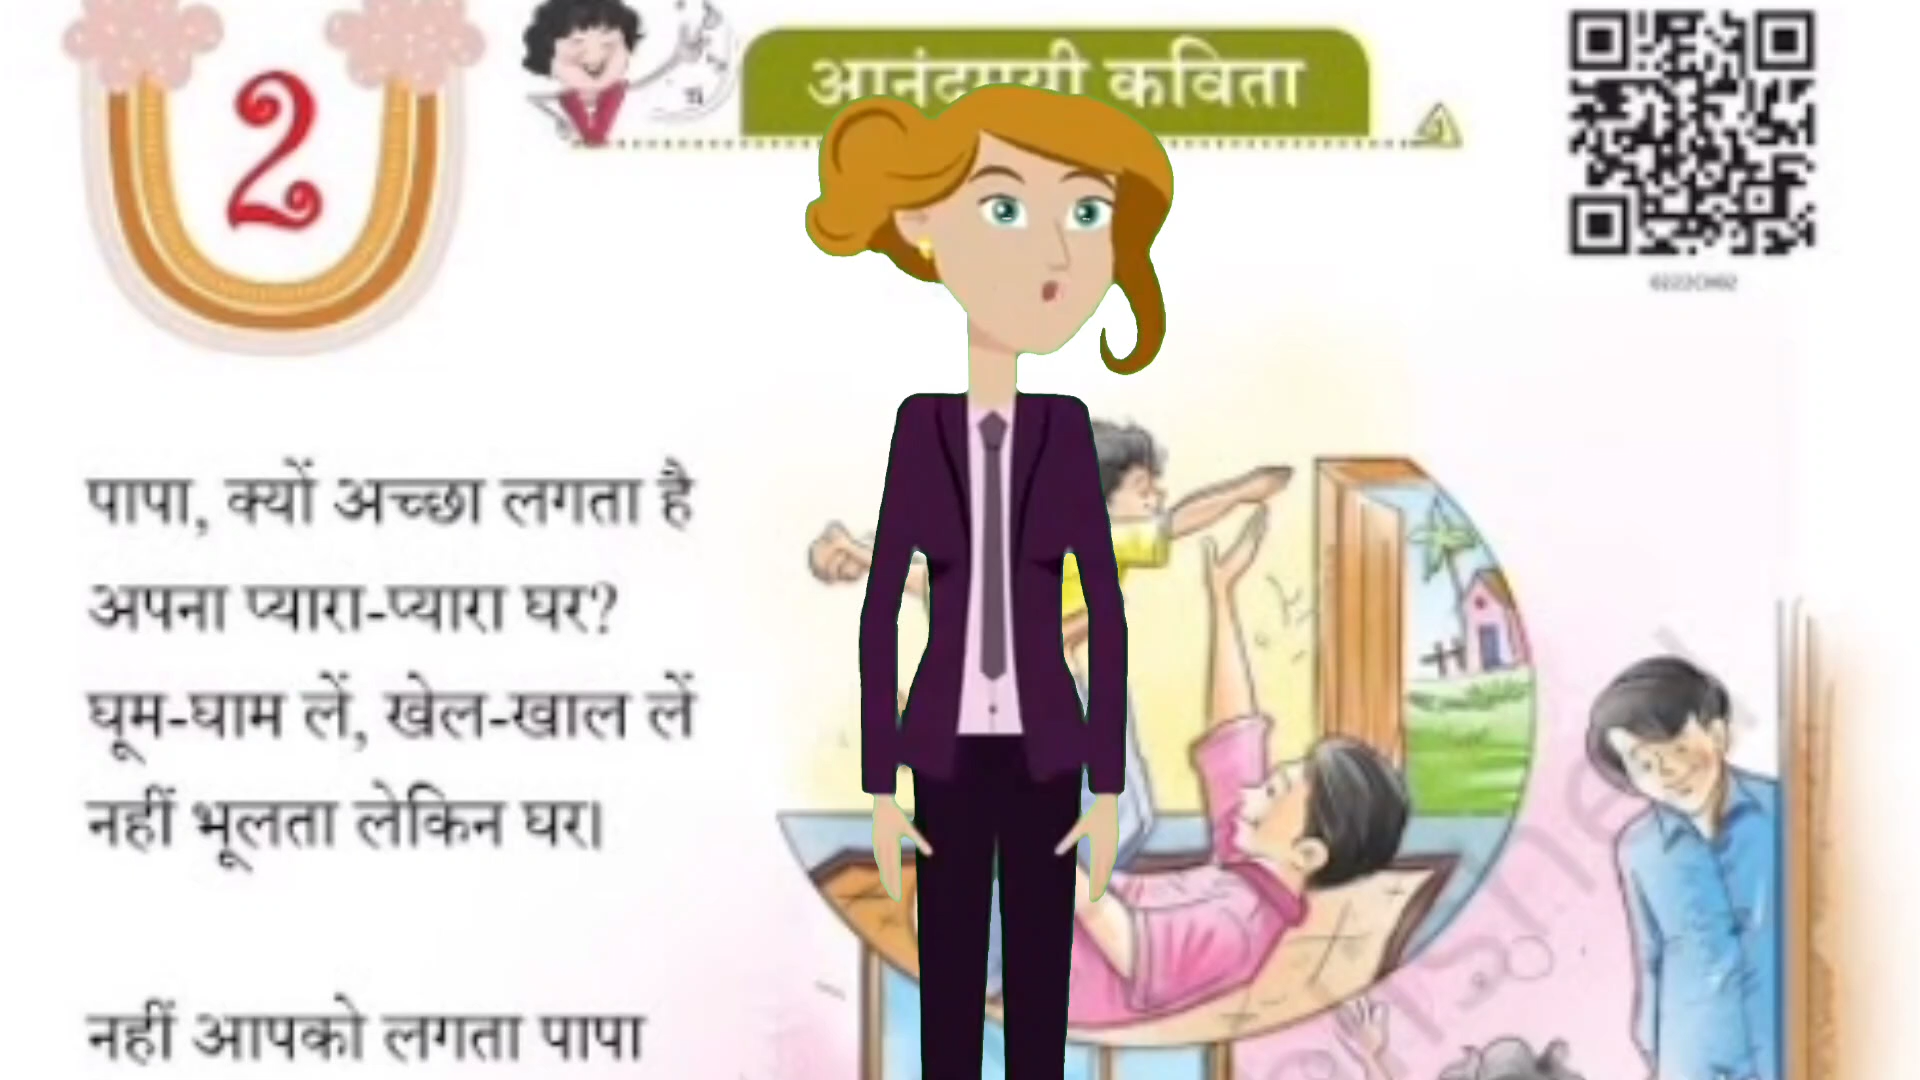 2
आनंदमयी कविता
पापा, क्यों अच्छा लगता है
अपना प्यारा-प्यारा घर?
घूम-घाम लें, खेल-खाल लें
नहीं भूलता लेकिन घर।
नहीं आपको लगता पापा